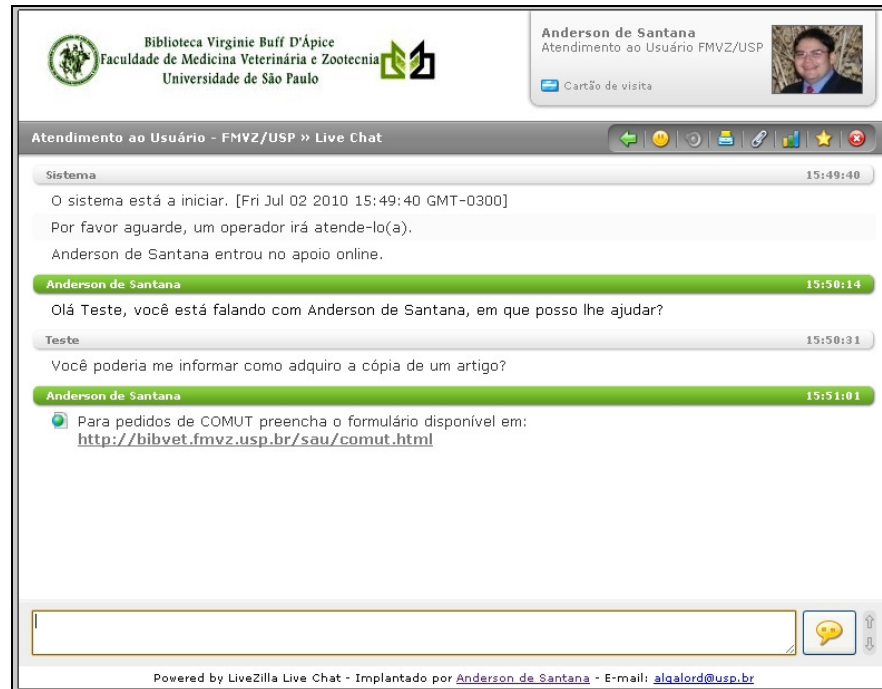 Biblioteca Virginie Buff D'Ápice
Faculdade de Medicina Veterinária e Zootecnia
Universidade de São Paulo
Anderson de Santana
Atendimento ao Usuário FMVZ/USP
Cartão de visita
Atendimento ao Usuário - FMVZ/USP » Live Chat
Sistema 15:49:40
O sistema está a iniciar. [Fri Jul 02 2010 15:49:40 GMT-0300]
Por favor aguarde, um operador irá atende-lo(a).
Anderson de Santana entrou no apoio online.
Anderson de Santana 15:50:14
Olá Teste, você está falando com Anderson de Santana, em que posso lhe ajudar?
Teste 15:50:31
Você poderia me informar como adquiro a cópia de um artigo?
Anderson de Santana 15:51:01
Para pedidos de COMUT preencha o formulário disponível em:
http://bibvet.fmvz.usp.br/sau/comut.html
Powered by LiveZilla Live Chat - Implantado por Anderson de Santana - E-mail: algalord@usp.br